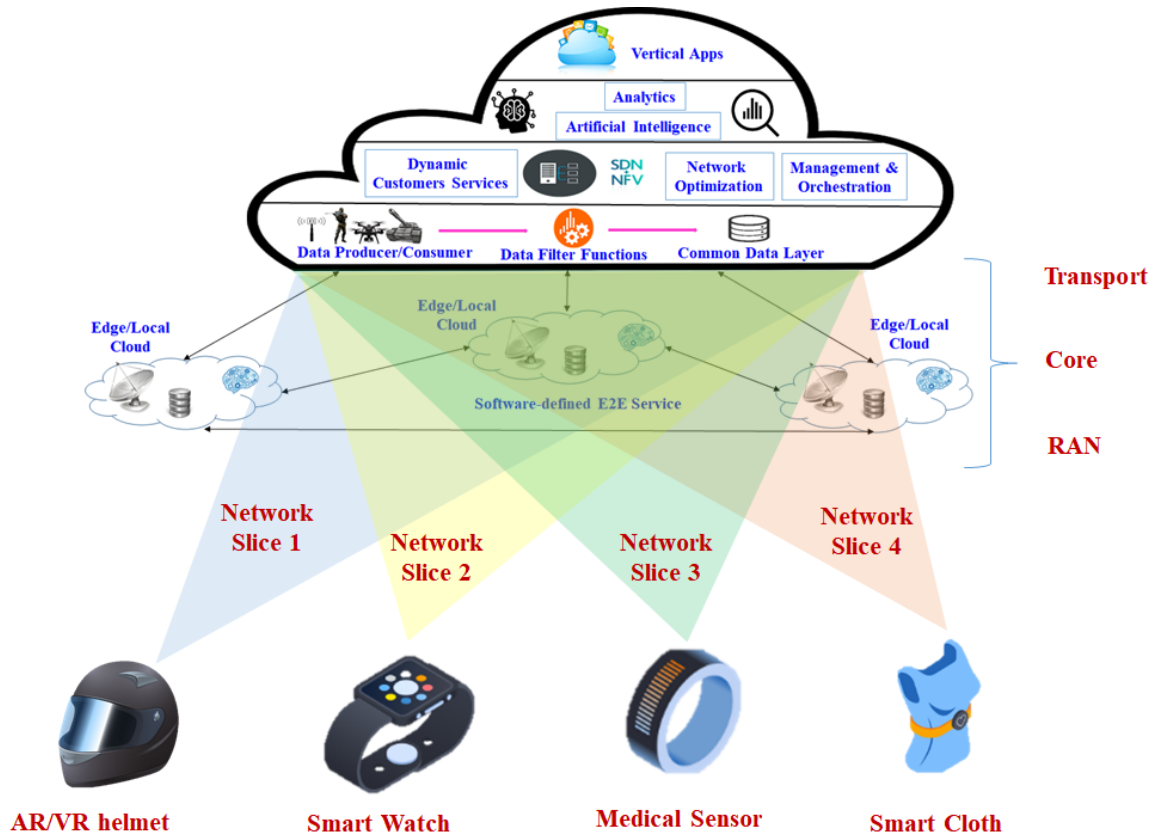 Vertical Apps
Analytics
Artificial Intelligence
Dynamic
Customers Services
SDN
NFV
Network
Optimization
Management &
Orchestration
Data Producer/Consumer
Data Filter Functions
Common Data Layer
Transport
Edge/Local
Cloud
Edge/Local
Cloud
Edge/Local
Cloud
Core
Software-defined E2E Service
RAN
Network
Slice 1
Network
Slice 2
Network
Slice 3
Network
Slice 4
AR/VR helmet
Smart Watch
Medical Sensor
Smart Cloth